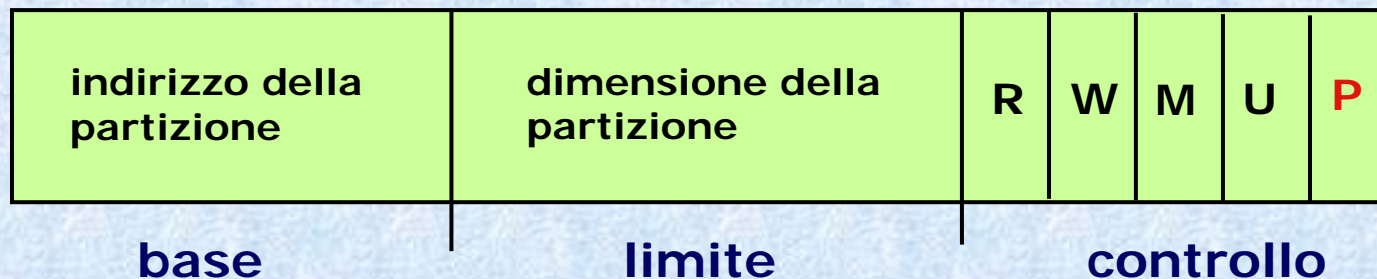 indirizzo della
partizione
dimensione della
partizione
R W M U P
base limite controllo